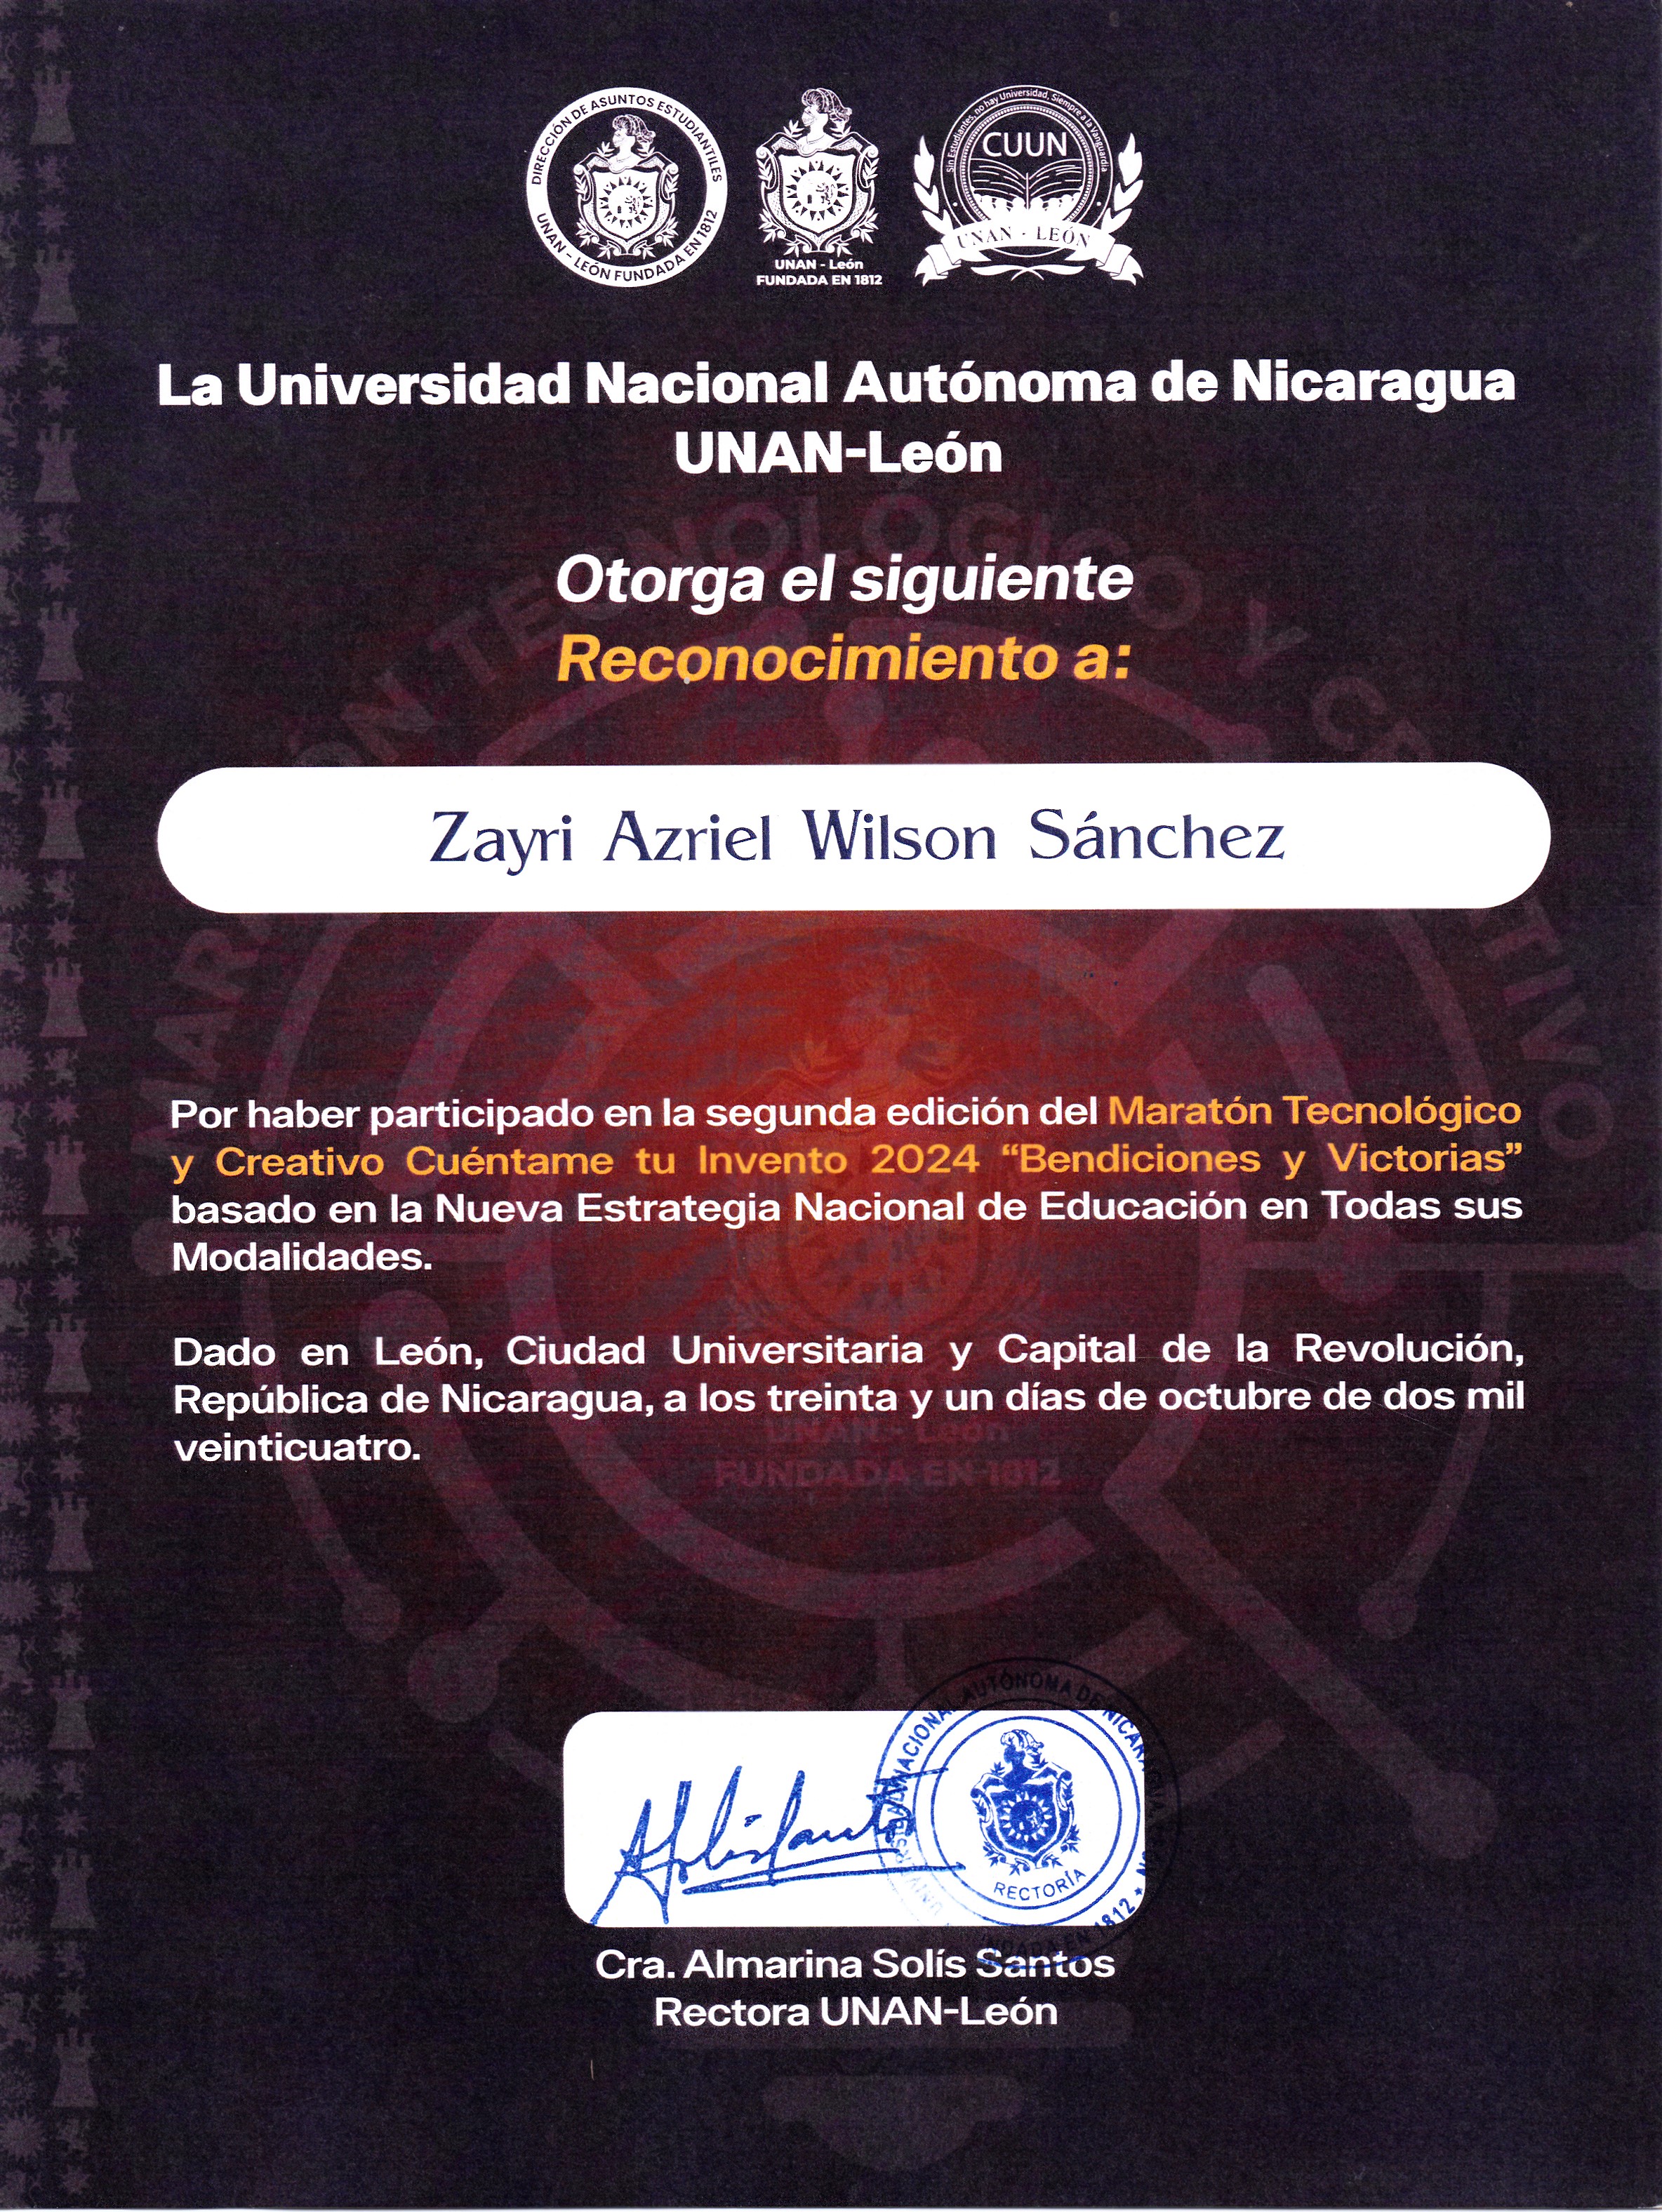 DIRECCIÓN DE ASUNTOS ESTUDIANTILES
UNAN - LEÓN FUNDADA EN 1812
UNAN - León
FUNDADA EN 1812
Sin Estudiantes, no hay Universidad, Siempre a la Vanguardia
CUUN
UNAN - LEÓN
La Universidad Nacional Autónoma de Nicaragua
UNAN-León
Otorga el siguiente
Reconocimiento a:
Zayri Azriel Wilson Sánchez
Por haber participado en la segunda edición del Maratón Tecnológico
y Creativo Cuéntame tu Invento 2024 “Bendiciones y Victorias”
basado en la Nueva Estrategia Nacional de Educación en Todas sus
Modalidades.
Dado en León, Ciudad Universitaria y Capital de la Revolución,
República de Nicaragua, a los treinta y un días de octubre de dos mil
veinticuatro.
UNAN - León
FUNDADA EN 1812
NACIONAL AUTÓNOMA DE NICARAGUA
RECTORÍA
1812
Cra. Almarina Solís Santos
Rectora UNAN-León